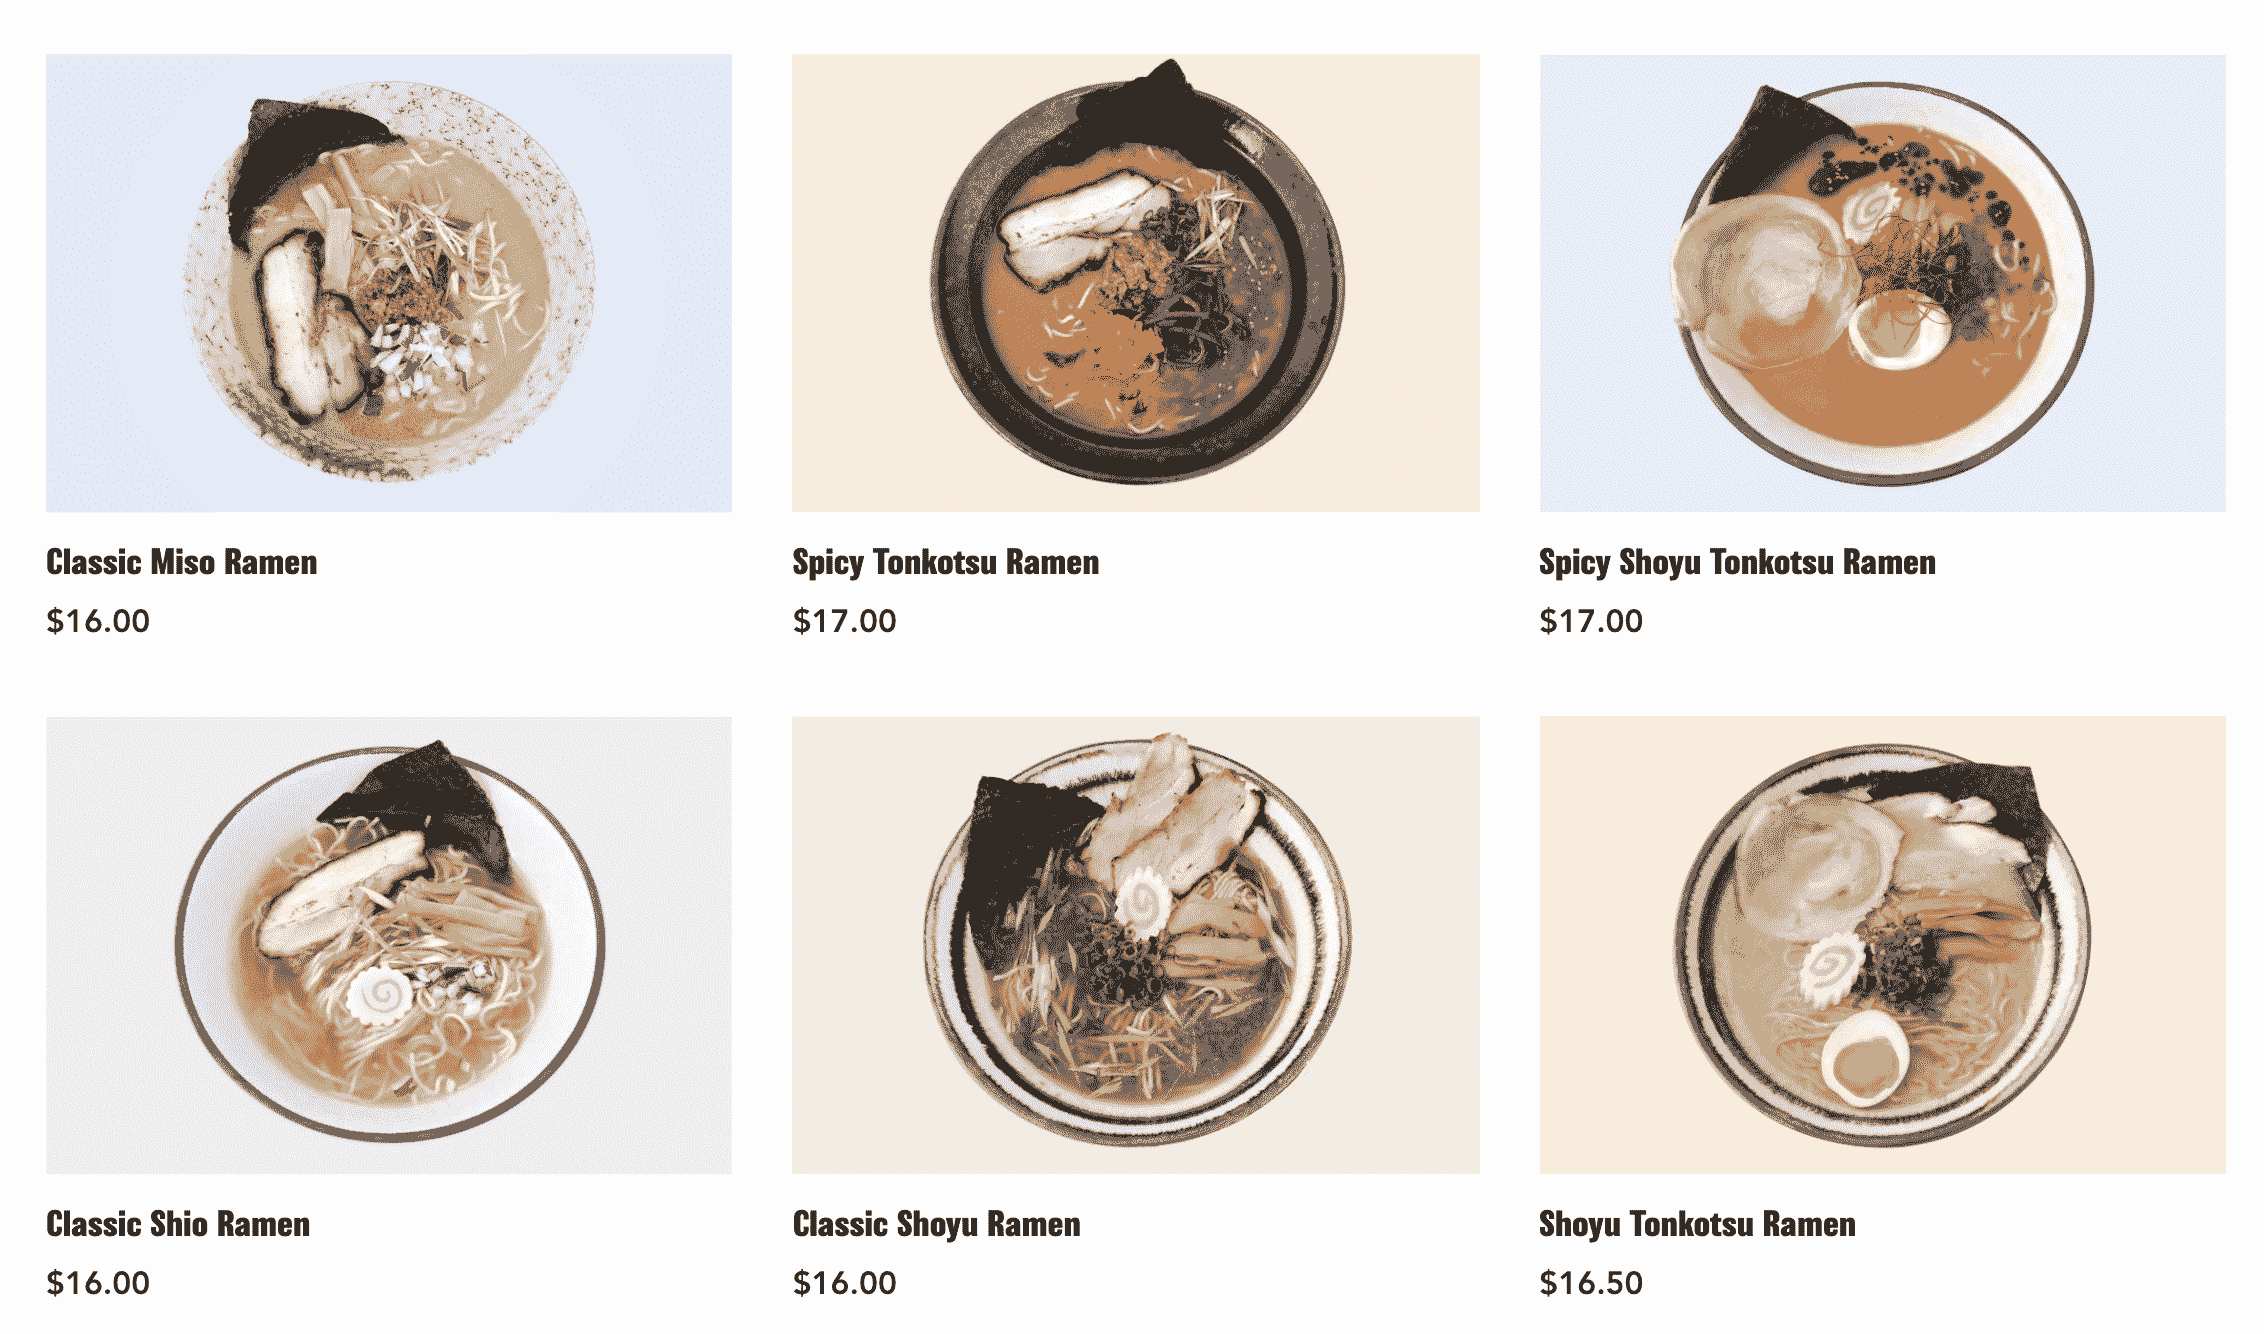 Classic Miso Ramen
$16.00
Spicy Tonkotsu Ramen
$17.00
Spicy Shoyu Tonkotsu Ramen
$17.00
Classic Shio Ramen
$16.00
Classic Shoyu Ramen
$16.00
Shoyu Tonkotsu Ramen
$16.50